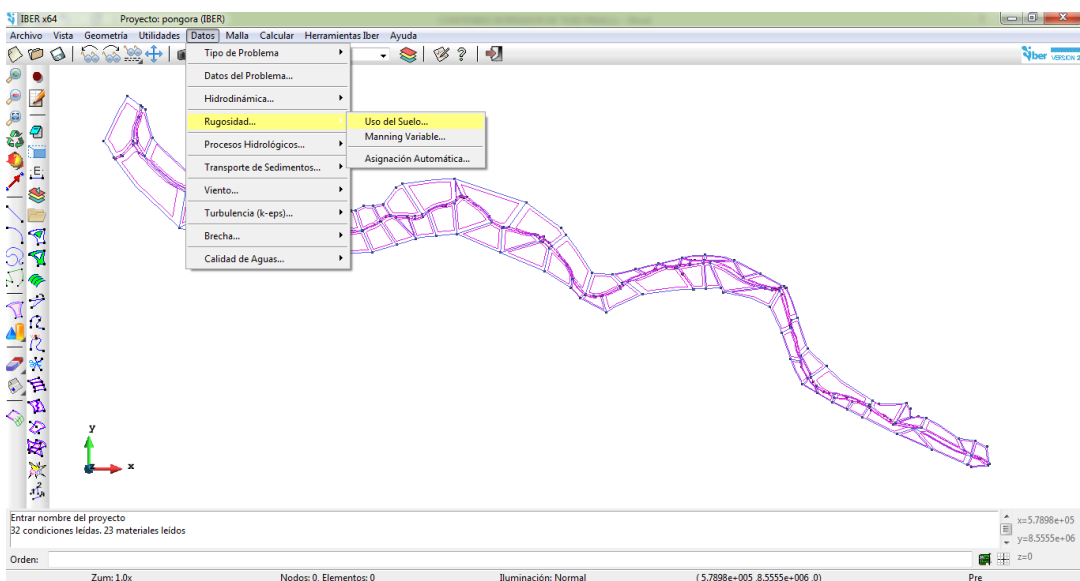 IBER x64 Proyecto: pongora (IBER)
Archivo Vista Geometría Utilidades Datos Malla Calcular Herramientas Iber Ayuda
Iber VERSION 2
Tipo de Problema
Datos del Problema...
Hidrodinámica...
Rugosidad...
Procesos Hidrológicos...
Transporte de Sedimentos...
Viento...
Turbulencia (k-eps)...
Brecha...
Calidad de Aguas...
Uso del Suelo...
Manning Variable...
Asignación Automática...
E
y
z x
Entrar nombre del proyecto
32 condiciones leídas. 23 materiales leídos
x=5.7898e+05
y=8.5555e+06
z=0
Orden:
Zum: 1.0x Nodos: 0, Elementos: 0 Iluminación: Normal ( 5.7898e+005 ,8.5555e+006 ,0) Pre